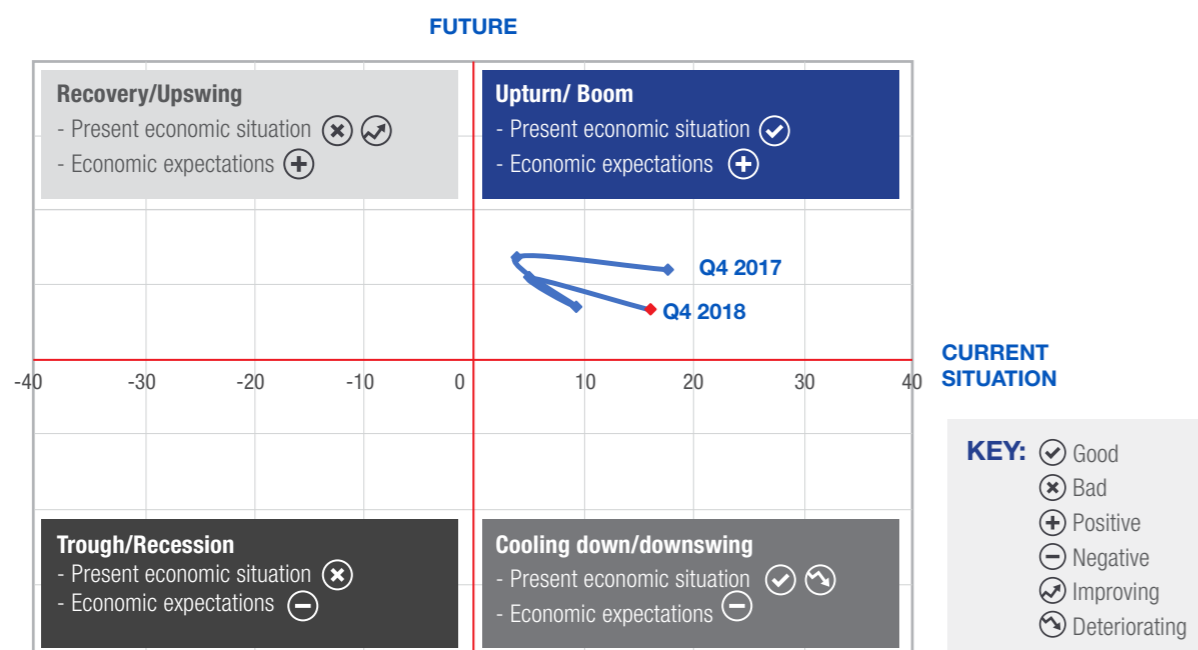 FUTURE
Recovery/Upswing
- Present economic situation
- Economic expectations
Upturn/ Boom
- Present economic situation
- Economic expectations
Q4 2017
Q4 2018
CURRENT
SITUATION
-40 -30 -20 -10 0 10 20 30 40
Trough/Recession
- Present economic situation
- Economic expectations
Cooling down/downswing
- Present economic situation
- Economic expectations
KEY: Good
Bad
Positive
Negative
Improving
Deteriorating